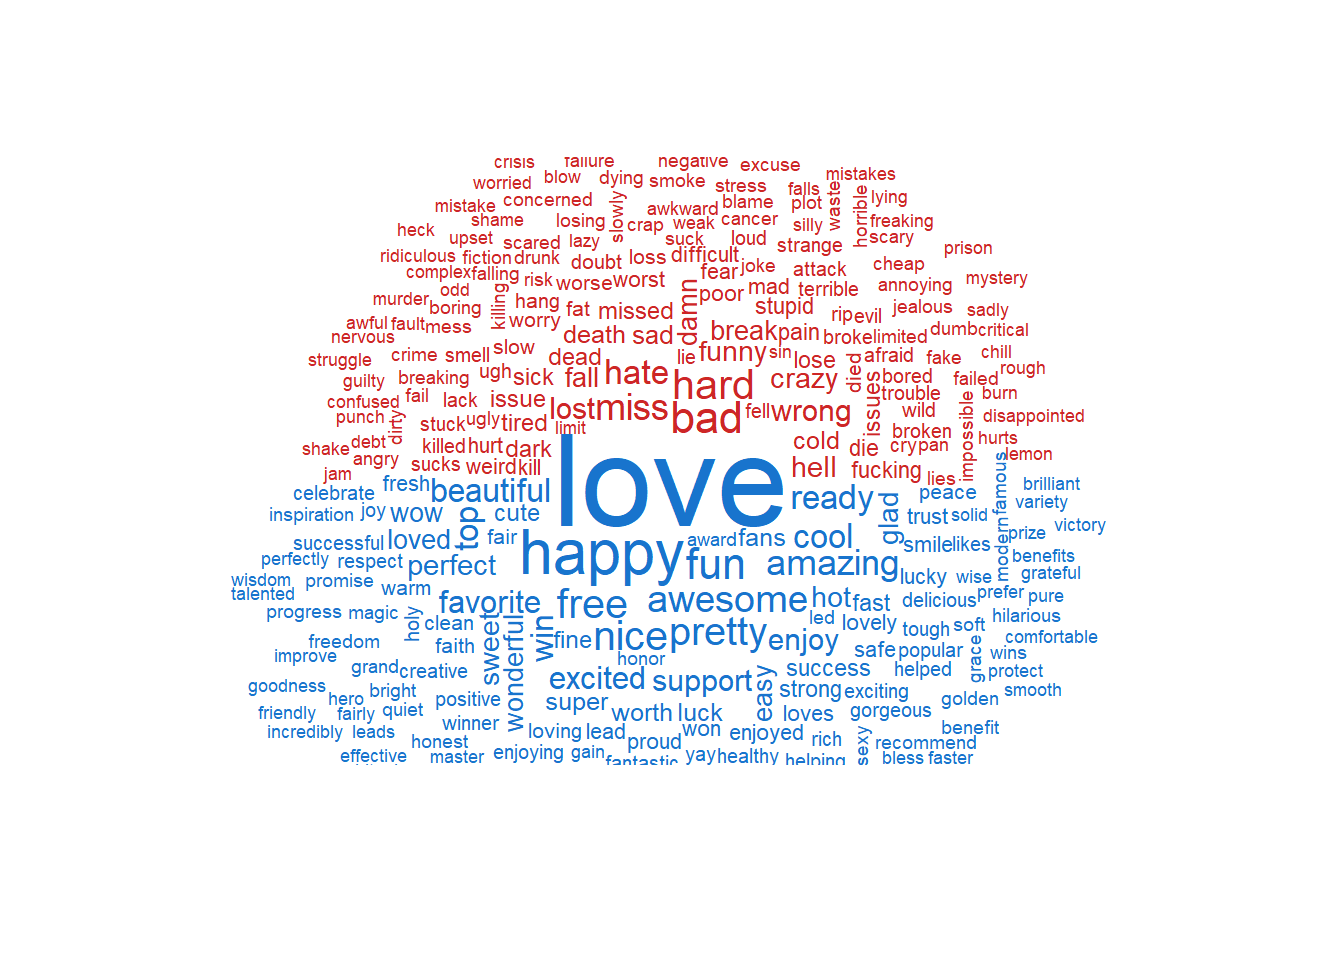 crisis failure negative excuse
worried blow dying smoke stress falls mistakes
mistake concerned slowly awkward blame plot waste horrible lying
shame losing crap weak cancer silly freaking
heck upset scared lazy suck loud strange scary
ridiculous fiction drunk doubt loss difficult prison
complex falling risk worse worst fear joke attack cheap mystery
odd killing hang damn poor mad terrible annoying
murder boring fat missed stupid rip evil jealous sadly
awful fault mess worry death sad break pain broke limited dumb critical
nervous slow lie funny sin lose died afraid fake chill
struggle crime smell dead rough
guilty breaking ugh sick fall hate hard crazy issues bored failed
confused fail lack issue lost miss bad fell wrong trouble wild impossible burn
punch dirty stuck ugly tired limit broken disappointed
shake debt killed hurt dark cold die cry pan hurts
angry sucks weird kill hell fucking lies lemon
jam
love
celebrate fresh beautiful ready glad peace modern famous brilliant
inspiration joy wow top cute trust solid variety
successful loved fair happy award fans cool smile likes prize victory
perfectly respect perfect fun amazing benefits
wisdom promise warm lucky wise prefer grateful
talented favorite free awesome hot fast delicious pure
progress magic holy clean sweet wonderful win nice pretty led lovely tough soft hilarious
freedom faith fine enjoy safe popular grace wins comfortable
improve grand creative honor success helped protect
goodness bright excited support easy strong exciting golden smooth
hero positive super
friendly fairly quiet winner worth luck loves gorgeous
incredibly leads loving lead won enjoyed rich sexy benefit
honest proud recommend
effective master enjoying gain fantastic yay healthy helping bless faster